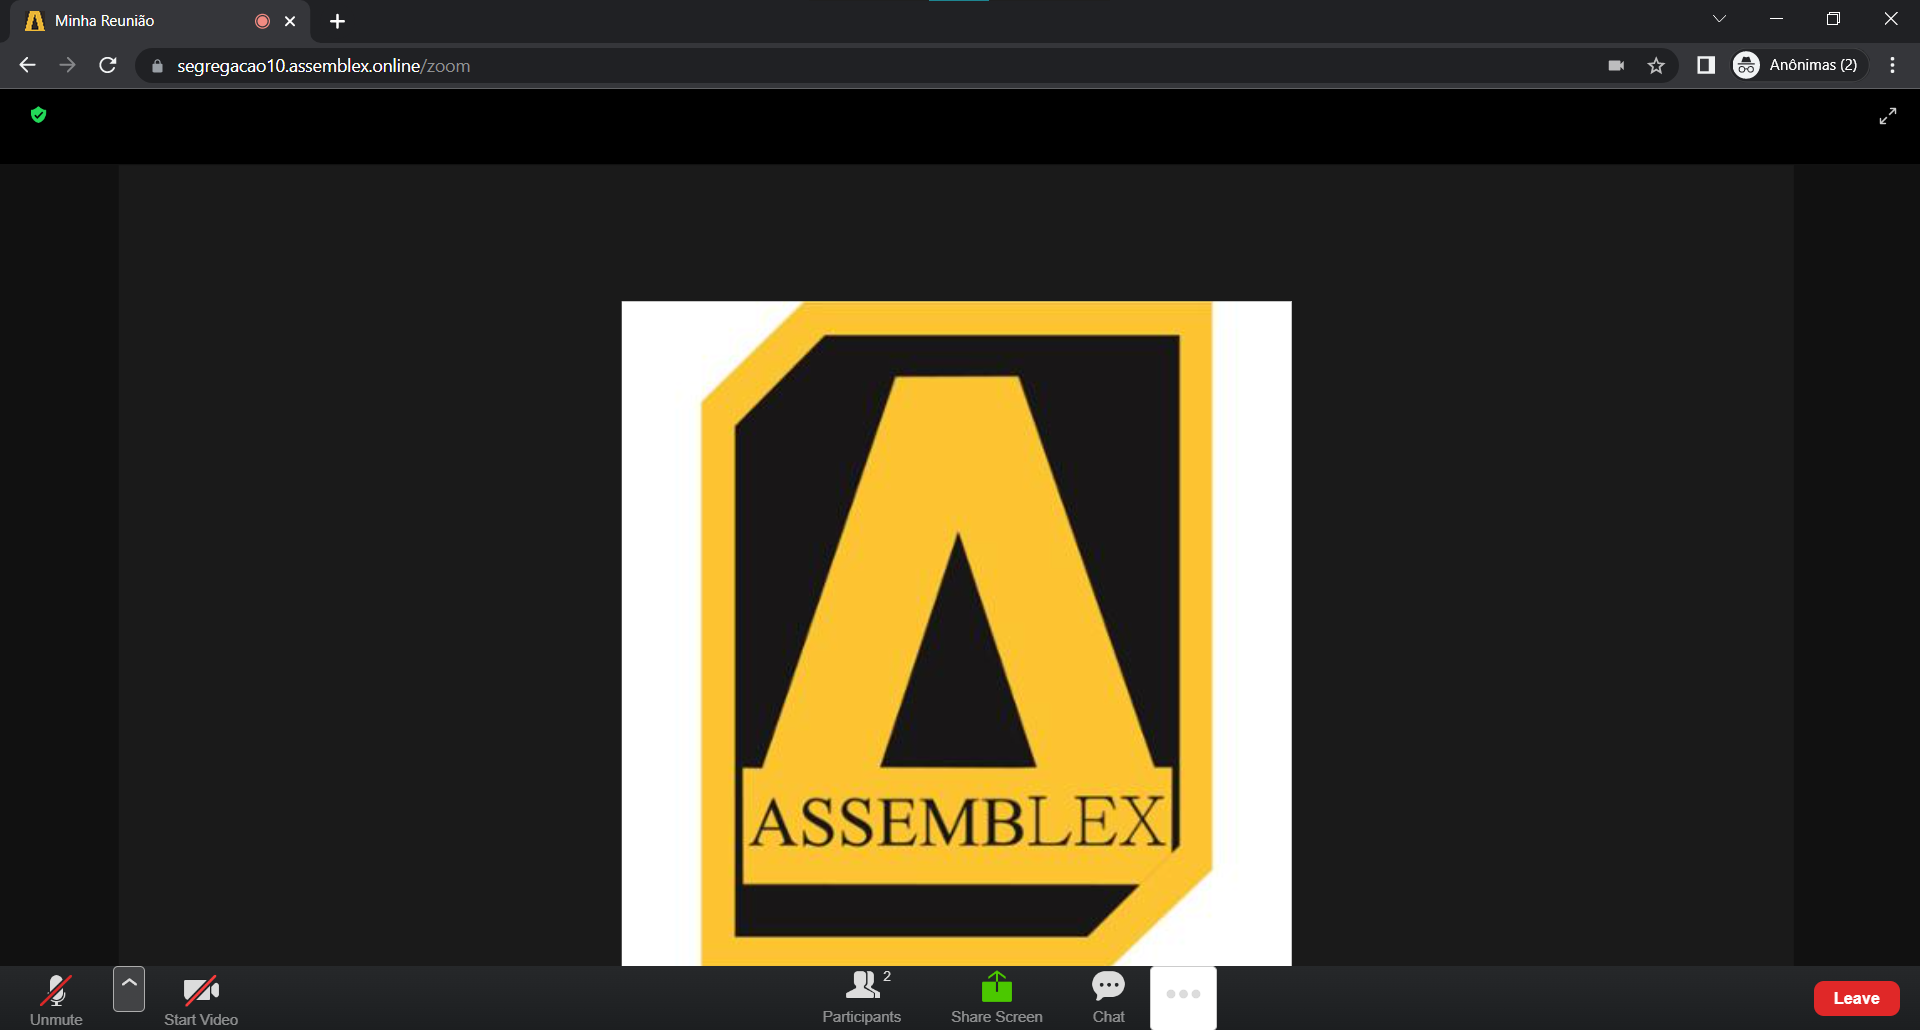 Minha Reunião
segregacao10.assemblex.online/zoom
Anônimas (2)
ASSEMBLEX
Unmute
Start Video
2
Participants
Share Screen
Chat
Leave